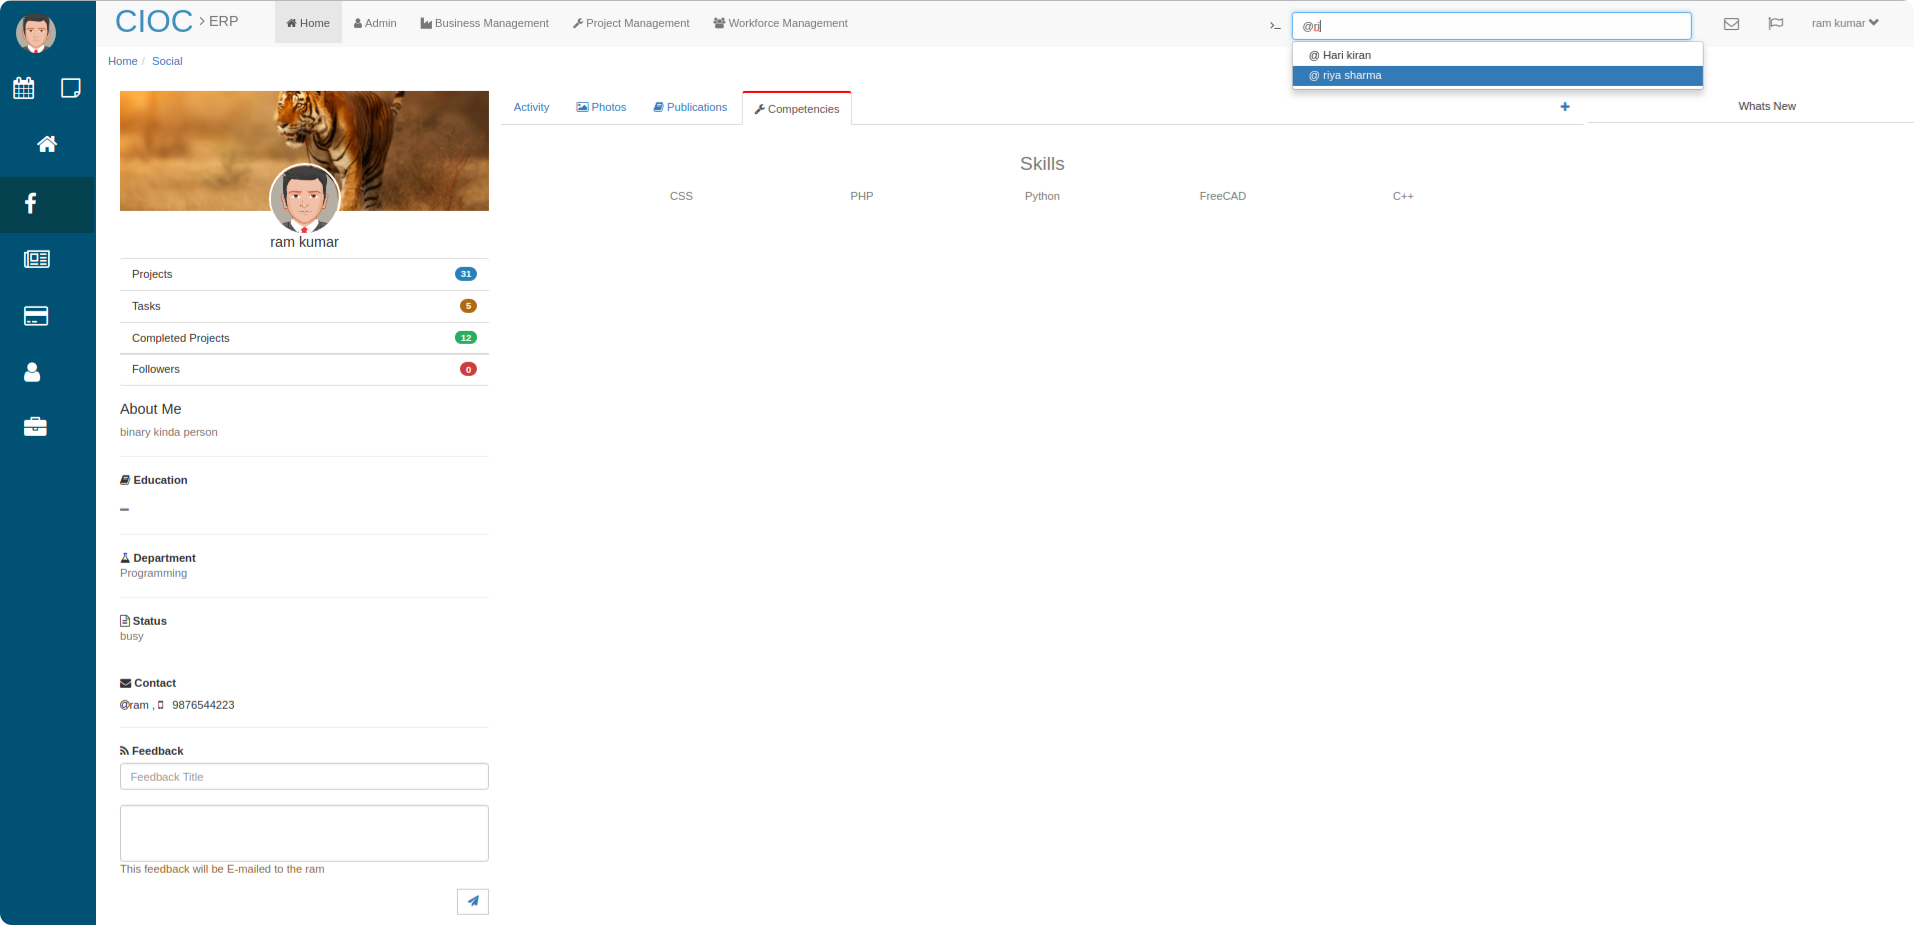 CIOC > ERP
Home
Admin
Business Management
Project Management
Workforce Management
>_
@ri
ram kumar
@ Hari kiran
@ riya sharma
Home / Social
Activity
Photos
Publications
Competencies
+
Whats New
Skills
CSS
PHP
Python
FreeCAD
C++
ram kumar
Projects 31
Tasks 5
Completed Projects 12
Followers 0
About Me
binary kinda person
Education
–
Department
Programming
Status
busy
Contact
@ram , 9876544223
Feedback
Feedback Title
This feedback will be E-mailed to the ram